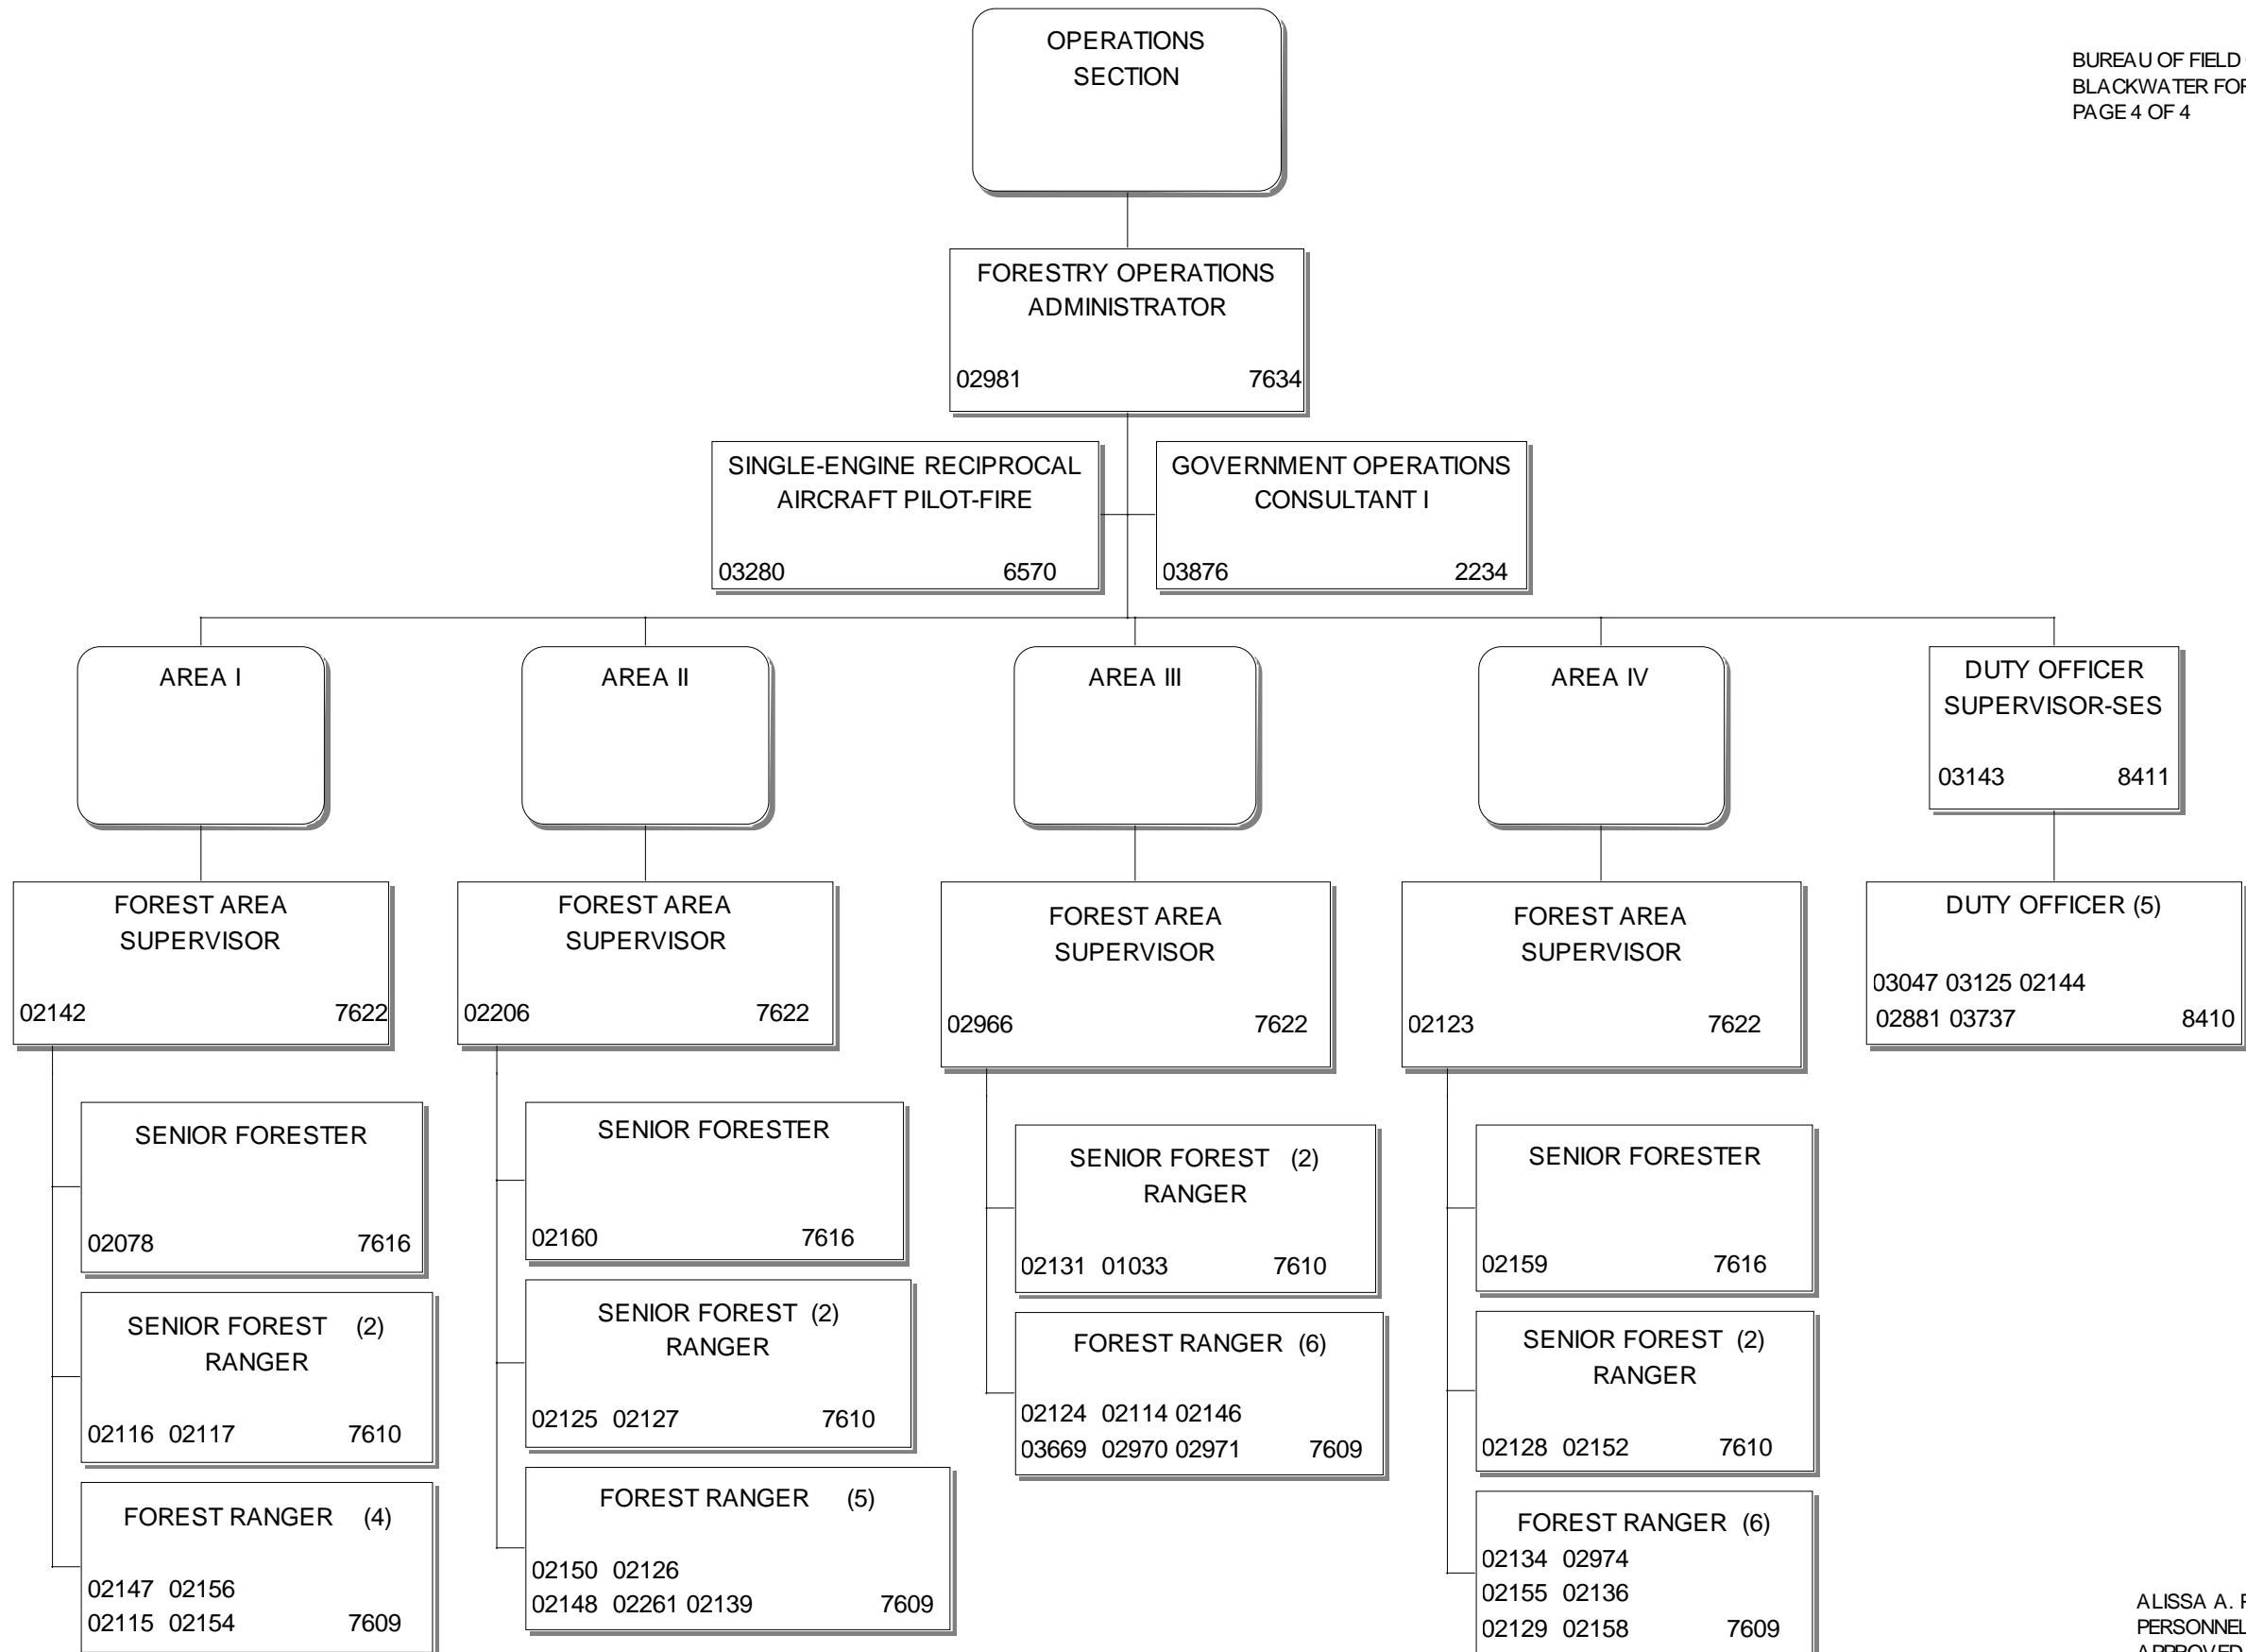 OPERATIONS
SECTION
BUREAU OF FIELD
BLACKWATER
PAGE 4 OF 4
FORESTRY OPERATIONS
ADMINISTRATOR
02981 7634
SINGLE-ENGINE RECIPROCAL
AIRCRAFT PILOT-FIRE
03280 6570
GOVERNMENT OPERATIONS
CONSULTANT I
03876 2234
AREA I
AREA II
AREA III
AREA IV
DUTY OFFICER
SUPERVISOR-SES
03143 8411
FOREST AREA
SUPERVISOR
02142 7622
FOREST AREA
SUPERVISOR
02206 7622
FOREST AREA
SUPERVISOR
02966 7622
FOREST AREA
SUPERVISOR
02123 7622
DUTY OFFICER (5)
03047 03125 02144
02881 03737 8410
SENIOR FORESTER
02078 7616
SENIOR FOREST (2)
RANGER
02116 02117 7610
FOREST RANGER (4)
02147 02156
02115 02154 7609
SENIOR FORESTER
02160 7616
SENIOR FOREST (2)
RANGER
02125 02127 7610
FOREST RANGER (5)
02150 02126
02148 02261 02139 7609
SENIOR FOREST (2)
RANGER
02131 01033 7610
FOREST RANGER (6)
02124 02114 02146
03669 02970 02971 7609
SENIOR FORESTER
02159 7616
SENIOR FOREST (2)
RANGER
02128 02152 7610
FOREST RANGER (6)
02134 02974
02155 02136
02129 02158 7609
ALISSA A.
PERSONNEL
APPROVED